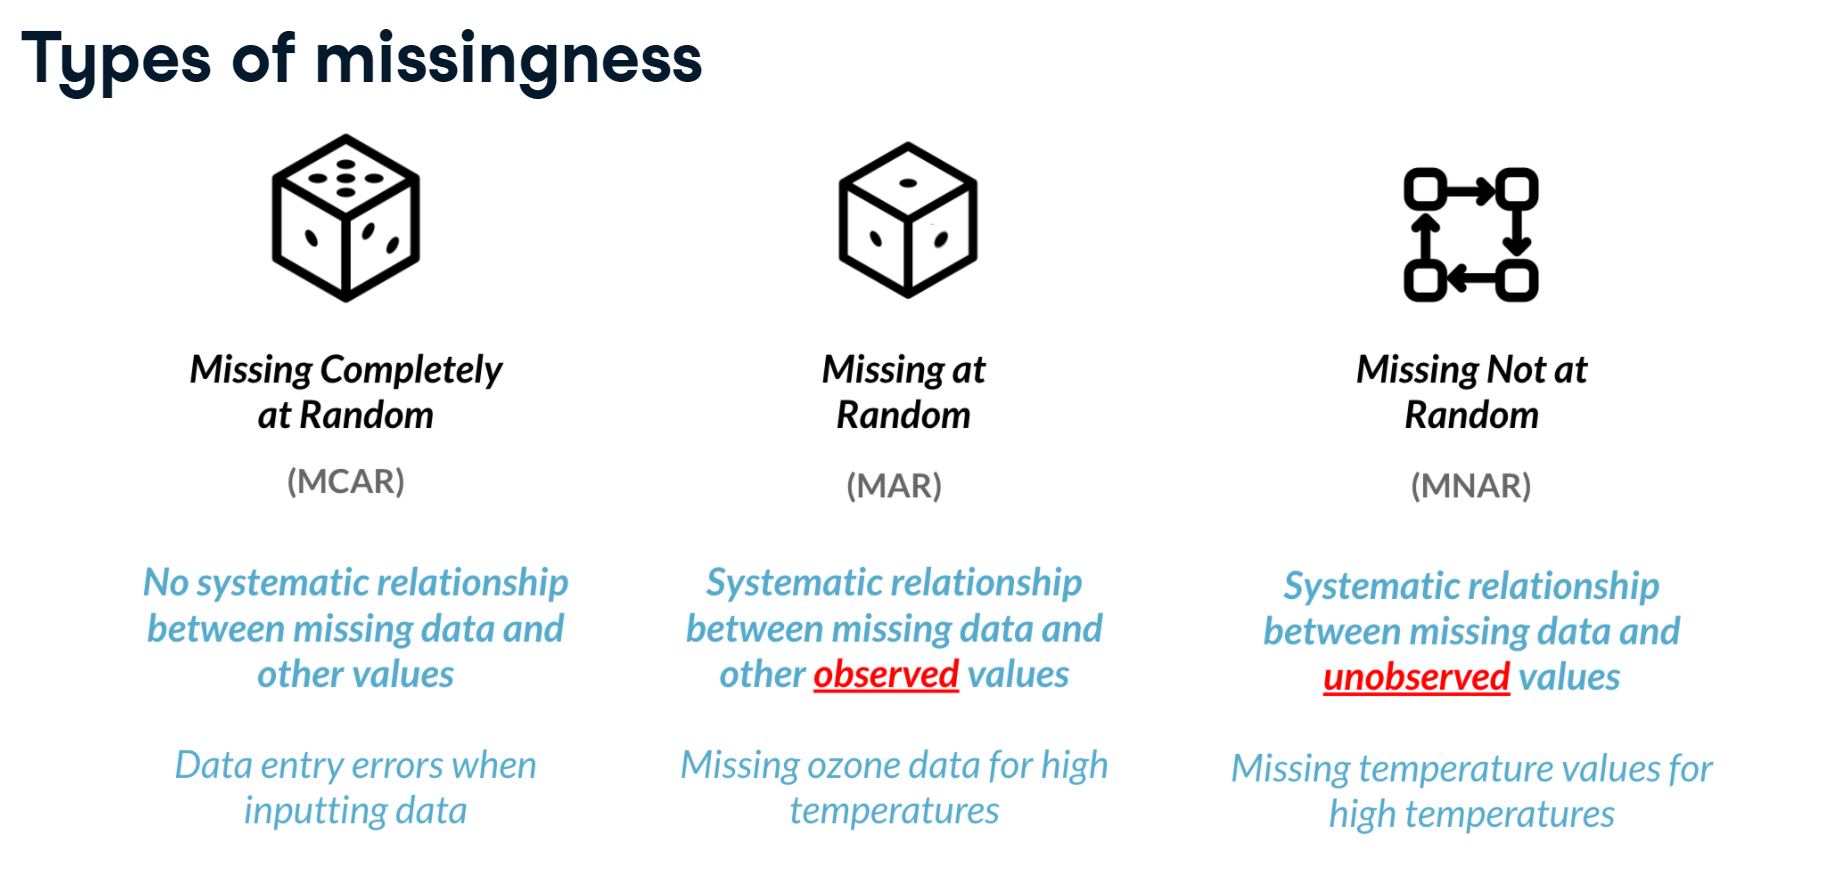 Types of missingness
Missing Completely
at Random
(MCAR)
No systematic relationship
between missing data and
other values
Data entry errors when
inputting data
Missing at
Random
(MAR)
Systematic relationship
between missing data and
other observed values
Missing ozone data for high
temperatures
Missing Not at
Random
(MNAR)
Systematic relationship
between missing data and
unobserved values
Missing temperature values for
high temperatures